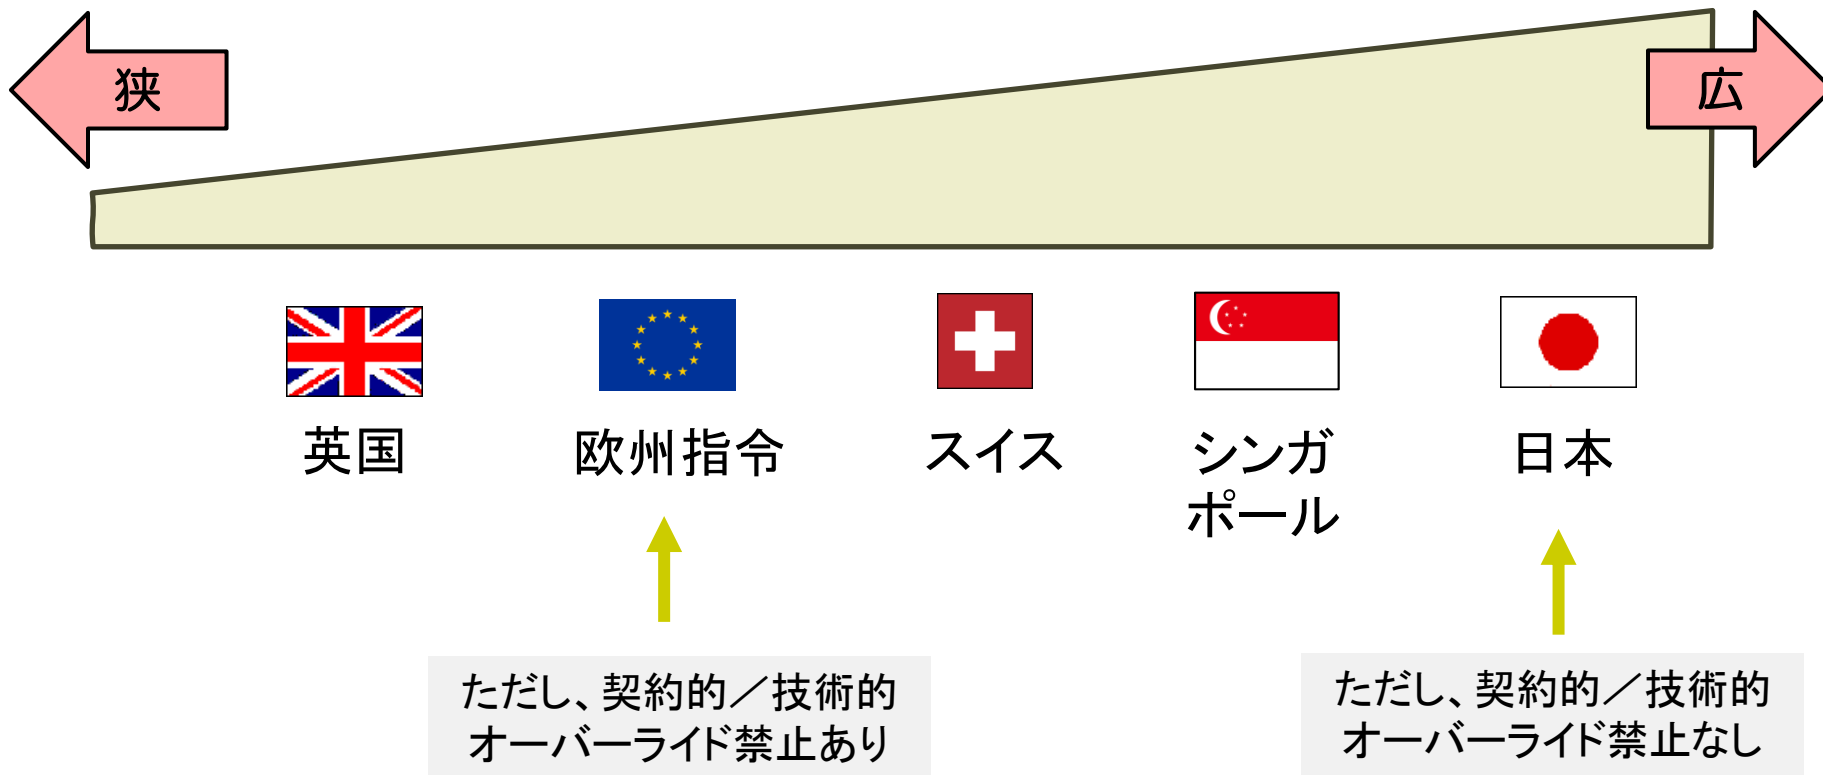 狭
広
英国
欧州指令
スイス
シンガ
ポール
日本
ただし、契約的／技術的
オーバーライド禁止あり
ただし、契約的／技術的
オーバーライド禁止なし